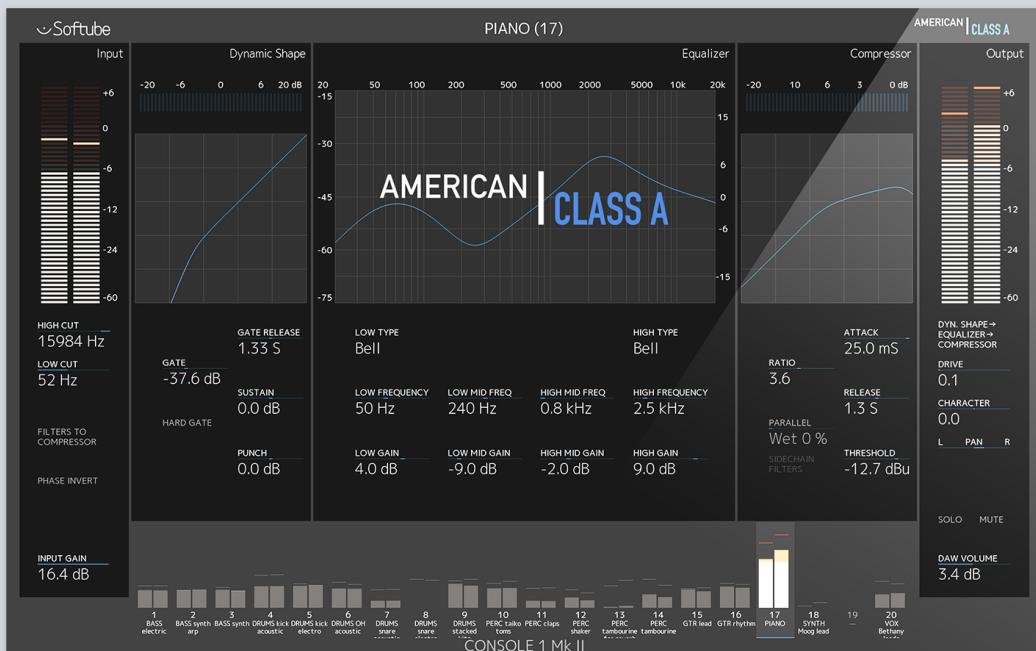 Softube
PIANO (17)
AMERICAN | CLASS A
Input
Dynamic Shape
Equalizer
Compressor
Output
-20 -6 0 6 20 dB
20 50 100 200 500 1000 2000 5000 10k 20k
-20 10 6 3 0 dB
+6
0
-6
-12
-24
-60
-15
-30
-45
-60
-75
15
6
0
-6
-15
AMERICAN | CLASS A
+6
0
-6
-12
-24
-60
HIGH CUT
15984 Hz
LOW CUT
52 Hz
FILTERS TO
COMPRESSOR
PHASE INVERT
INPUT GAIN
16.4 dB
GATE RELEASE
1.33 S
GATE
-37.6 dB
SUSTAIN
0.0 dB
HARD GATE
PUNCH
0.0 dB
LOW TYPE
Bell
HIGH TYPE
Bell
LOW FREQUENCY
50 Hz
LOW MID FREQ
240 Hz
HIGH MID FREQ
0.8 kHz
HIGH FREQUENCY
2.5 kHz
LOW GAIN
4.0 dB
LOW MID GAIN
-9.0 dB
HIGH MID GAIN
-2.0 dB
HIGH GAIN
9.0 dB
ATTACK
25.0 mS
RATIO
3.6
RELEASE
1.3 S
PARALLEL
Wet 0 %
SIDECHAIN
FILTERS
THRESHOLD
-12.7 dBu
DYN. SHAPE→
EQUALIZER→
COMPRESSOR
DRIVE
0.1
CHARACTER
0.0
L PAN R
SOLO MUTE
DAW VOLUME
3.4 dB
1
BASS
electric
2
BASS synth
arp
3
BASS synth
4
DRUMS kick
acoustic
5
DRUMS kick
electro
6
DRUMS OH
acoustic
7
DRUMS
snare
8
DRUMS
snare
9
DRUMS
stacked
10
PERC taiko
toms
11
PERC claps
12
PERC
shaker
13
PERC
tambourine
14
PERC
tambourine
15
GTR lead
16
GTR rhythm
17
PIANO
18
SYNTH
Moog lead
19
20
VOX
Bethany
CONSOLE 1 Mk II